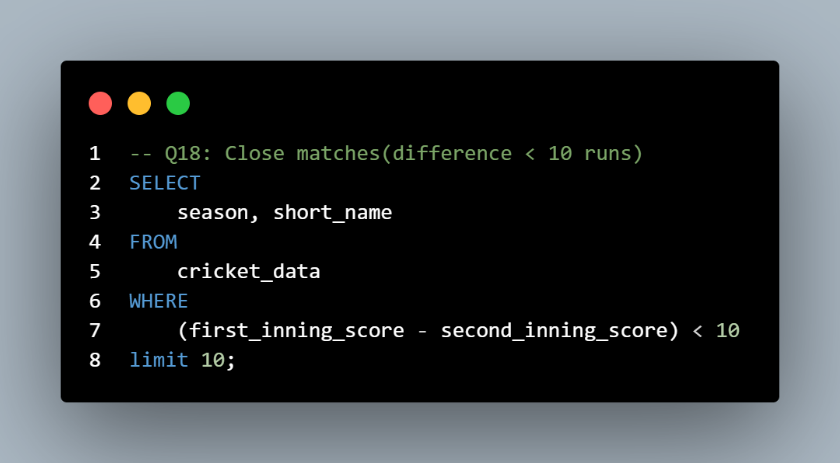 1 -- Q18: Close matches(difference < 10 runs)
2 SELECT
3     season, short_name
4 FROM
5     cricket_data
6 WHERE
7     (first_inning_score - second_inning_score) < 10
8 limit 10;